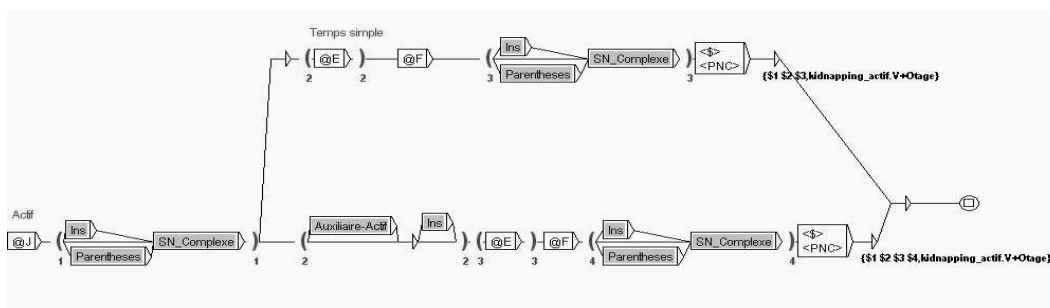 Temps simple
( @E ) @F ( Ins SN_Complexe ) <$>
2 2 3 Parentheses 3 <PNC>
{$1 $2 $3,kidnapping_actif.V+Otage}
Actif
@J ( Ins SN_Complexe ) ( Auxiliaire-Actif Ins ) ( @E ) @F ( Ins SN_Complexe ) <$>
1 Parentheses 1 2 2 3 3 4 Parentheses 4 <PNC>
{$1 $2 $3 $4,kidnapping_actif.V+Otage}